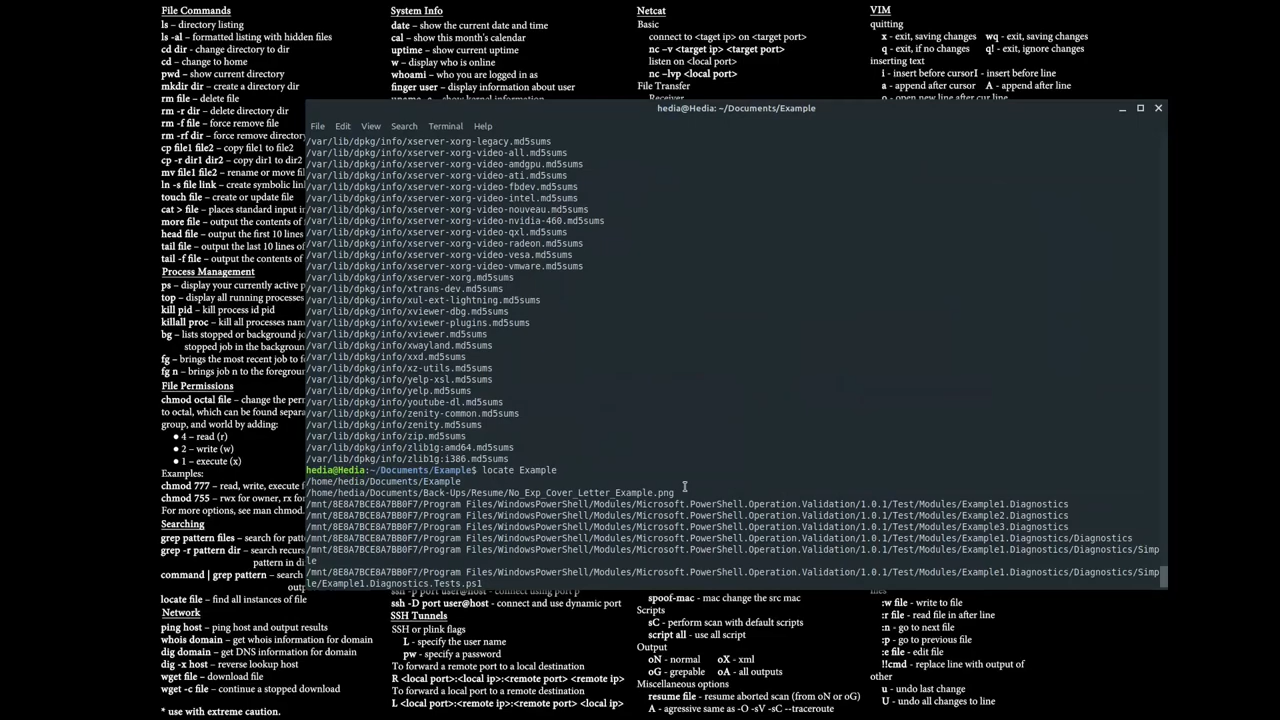 File Commands
ls – directory listing
ls -al – formatted listing with hidden files
cd dir - change directory to dir
cd – change to home
pwd – show current directory
mkdir dir – create a directory dir
rm file – delete file
rm -r dir – delete directory dir
rm -f file – force remove file
rm -rf dir – force remove directory
cp file1 file2 – copy file1 to file2
cp -r dir1 dir2 – copy dir1 to dir2
mv file1 file2 – rename or move fi
ln -s file link – create symbolic lin
touch file – create or update file
cat > file – places standard input in
more file – output the contents of
head file – output the first 10 lines
tail file – output the last 10 lines of
tail -f file – output the contents of
Process Management
ps – display your currently active p
top – display all running processes
kill pid – kill process id pid
killall proc – kill all processes nam
bg – lists stopped or background jo
stopped job in the background
fg – brings the most recent job to fo
fg n – brings job n to the foregroun
File Permissions
chmod octal file – change the perm
to octal, which can be found separa
group, and world by adding:
● 4 – read (r)
● 2 – write (w)
● 1 – execute (x)
Examples:
chmod 777 – read, write, execute f
chmod 755 – rwx for owner, rx for
For more options, see man chmod.
Searching
grep pattern files – search for patt
grep -r pattern dir – search recurs
pattern in di
command | grep pattern – search
outp
locate file – find all instances of file
Network
ping host – ping host and output results
whois domain – get whois information for domain
dig domain – get DNS information for domain
dig -x host – reverse lookup host
wget file – download file
wget -c file – continue a stopped download
* use with extreme caution.
System Info
date – show the current date and time
cal – show this month's calendar
uptime – show current uptime
w – display who is online
whoami – who you are logged in as
finger user – display information about user
uname -a – show kernel information
Netcat
Basic
connect to <taget ip> on <target port>
nc –v <target ip> <target port>
listen on <local port>
nc –lvp <local port>
File Transfer
Receiver
VIM
quitting
x - exit, saving changes wq - exit, saving changes
q - exit, if no changes q! - exit, ignore changes
inserting text
i - insert before cursor I - insert before line
a - append after cursor A - append after line
o - open new line after cur line
hedia@Hedia: ~/Documents/Example
File Edit View Search Terminal Help
/var/lib/dpkg/info/xserver-xorg-legacy.md5sums
/var/lib/dpkg/info/xserver-xorg-video-all.md5sums
/var/lib/dpkg/info/xserver-xorg-video-amdgpu.md5sums
/var/lib/dpkg/info/xserver-xorg-video-ati.md5sums
/var/lib/dpkg/info/xserver-xorg-video-fbdev.md5sums
/var/lib/dpkg/info/xserver-xorg-video-intel.md5sums
/var/lib/dpkg/info/xserver-xorg-video-nouveau.md5sums
/var/lib/dpkg/info/xserver-xorg-video-nvidia-460.md5sums
/var/lib/dpkg/info/xserver-xorg-video-qxl.md5sums
/var/lib/dpkg/info/xserver-xorg-video-radeon.md5sums
/var/lib/dpkg/info/xserver-xorg-video-vesa.md5sums
/var/lib/dpkg/info/xserver-xorg-video-vmware.md5sums
/var/lib/dpkg/info/xserver-xorg.md5sums
/var/lib/dpkg/info/xtrans-dev.md5sums
/var/lib/dpkg/info/xul-ext-lightning.md5sums
/var/lib/dpkg/info/xviewer-dbg.md5sums
/var/lib/dpkg/info/xviewer-plugins.md5sums
/var/lib/dpkg/info/xviewer.md5sums
/var/lib/dpkg/info/xwayland.md5sums
/var/lib/dpkg/info/xxd.md5sums
/var/lib/dpkg/info/xz-utils.md5sums
/var/lib/dpkg/info/yelp-xsl.md5sums
/var/lib/dpkg/info/yelp.md5sums
/var/lib/dpkg/info/youtube-dl.md5sums
/var/lib/dpkg/info/zenity-common.md5sums
/var/lib/dpkg/info/zenity.md5sums
/var/lib/dpkg/info/zip.md5sums
/var/lib/dpkg/info/zlib1g:amd64.md5sums
/var/lib/dpkg/info/zlib1g:i386.md5sums
hedia@Hedia:~/Documents/Example$ locate Example
/home/hedia/Documents/Example
/home/hedia/Documents/Back-Ups/Resume/No_Exp_Cover_Letter_Example.png
/mnt/8E8A7BCE8A7BB0F7/Program Files/WindowsPowerShell/Modules/Microsoft.PowerShell.Operation.Validation/1.0.1/Test/Modules/Example1.Diagnostics
/mnt/8E8A7BCE8A7BB0F7/Program Files/WindowsPowerShell/Modules/Microsoft.PowerShell.Operation.Validation/1.0.1/Test/Modules/Example2.Diagnostics
/mnt/8E8A7BCE8A7BB0F7/Program Files/WindowsPowerShell/Modules/Microsoft.PowerShell.Operation.Validation/1.0.1/Test/Modules/Example3.Diagnostics
/mnt/8E8A7BCE8A7BB0F7/Program Files/WindowsPowerShell/Modules/Microsoft.PowerShell.Operation.Validation/1.0.1/Test/Modules/Example1.Diagnostics/Diagnostics
/mnt/8E8A7BCE8A7BB0F7/Program Files/WindowsPowerShell/Modules/Microsoft.PowerShell.Operation.Validation/1.0.1/Test/Modules/Example1.Diagnostics/Diagnostics/Simp
le
/mnt/8E8A7BCE8A7BB0F7/Program Files/WindowsPowerShell/Modules/Microsoft.PowerShell.Operation.Validation/1.0.1/Test/Modules/Example1.Diagnostics/Diagnostics/Simp
le/Example1.Diagnostics.Tests.ps1
ssh -p port user@host - connect using port p
ssh -D port user@host - connect and use dynamic port
SSH Tunnels
SSH or plink flags
L - specify the user name
pw - specify a password
To forward a remote port to a local destination
R <local port>:<local ip>:<remote port> <remote ip>
To forward a local port to a remote destination
L <local port>:<remote ip>:<remote port> <local ip>
spoof-mac - mac change the src mac
Scripts
sC - perform scan with default scripts
script all - use all script
Output
oN - normal oX - xml
oG - grepable oA - all outputs
Miscellaneous options
resume file - resume aborted scan (from oN or oG)
A - agressive same as -O -sV -sC --traceroute
files
:w file - write to file
:r file - read file in after line
:n - go to next file
:p - go to previous file
:e file - edit file
!!cmd - replace line with output of
other
u - undo last change
U - undo all changes to line